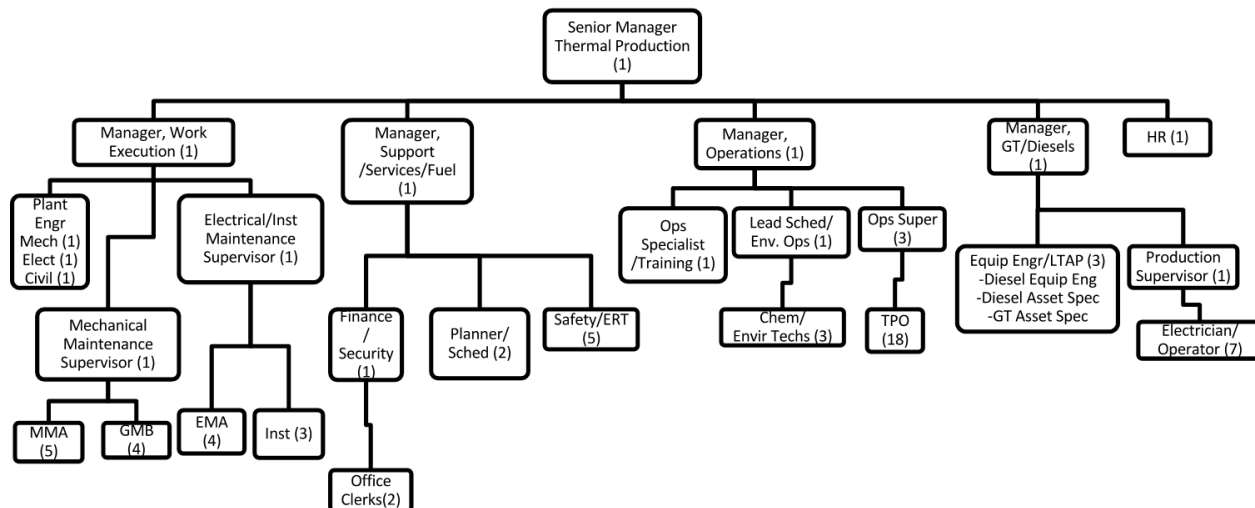 Senior Manager
Thermal Production
(1)
Manager, Work
Execution (1)
Manager,
Support
/Services/Fuel
(1)
Manager,
Operations (1)
Manager,
GT/Diesels
(1)
HR (1)
Plant
Engr
Mech (1)
Elect (1)
Civil (1)
Electrical/Inst
Maintenance
Supervisor (1)
Ops
Specialist
/Training (1)
Lead Sched/
Env. Ops (1)
Ops Super
(3)
Equip Engr/LTAP (3)
-Diesel Equip Eng
-Diesel Asset Spec
-GT Asset Spec
Production
Supervisor (1)
Mechanical
Maintenance
Supervisor (1)
Finance
/
Security
(1)
Planner/
Sched (2)
Safety/ERT
(5)
Chem/
Envir Techs (3)
TPO
(18)
Electrician/
Operator (7)
MMA
(5)
GMB
(4)
EMA
(4)
Inst (3)
Office
Clerks(2)